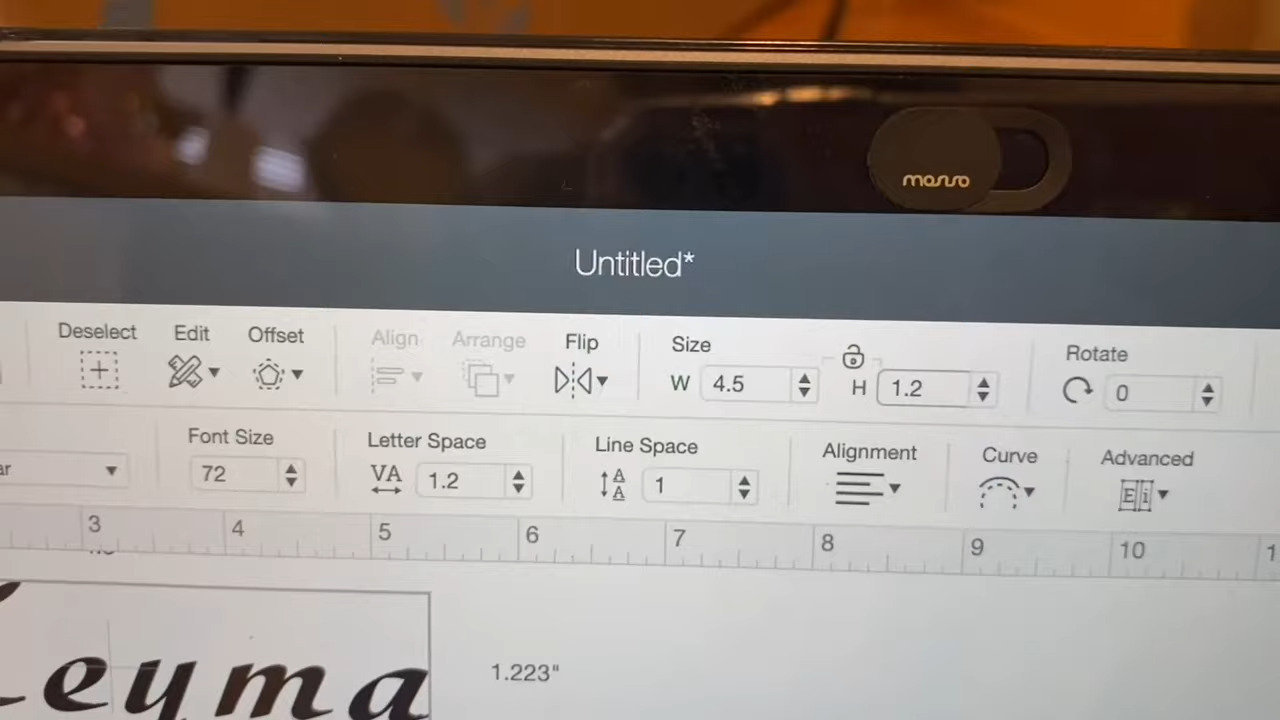 mosiso
Untitled*
Deselect Edit Offset Align Arrange Flip Size Rotate
W 4.5 H 1.2 0
Font Size Letter Space Line Space Alignment Curve Advanced
72 VA 1.2 A A 1 E i
3 4 5 6 7 8 9 10
eyma 1.223"